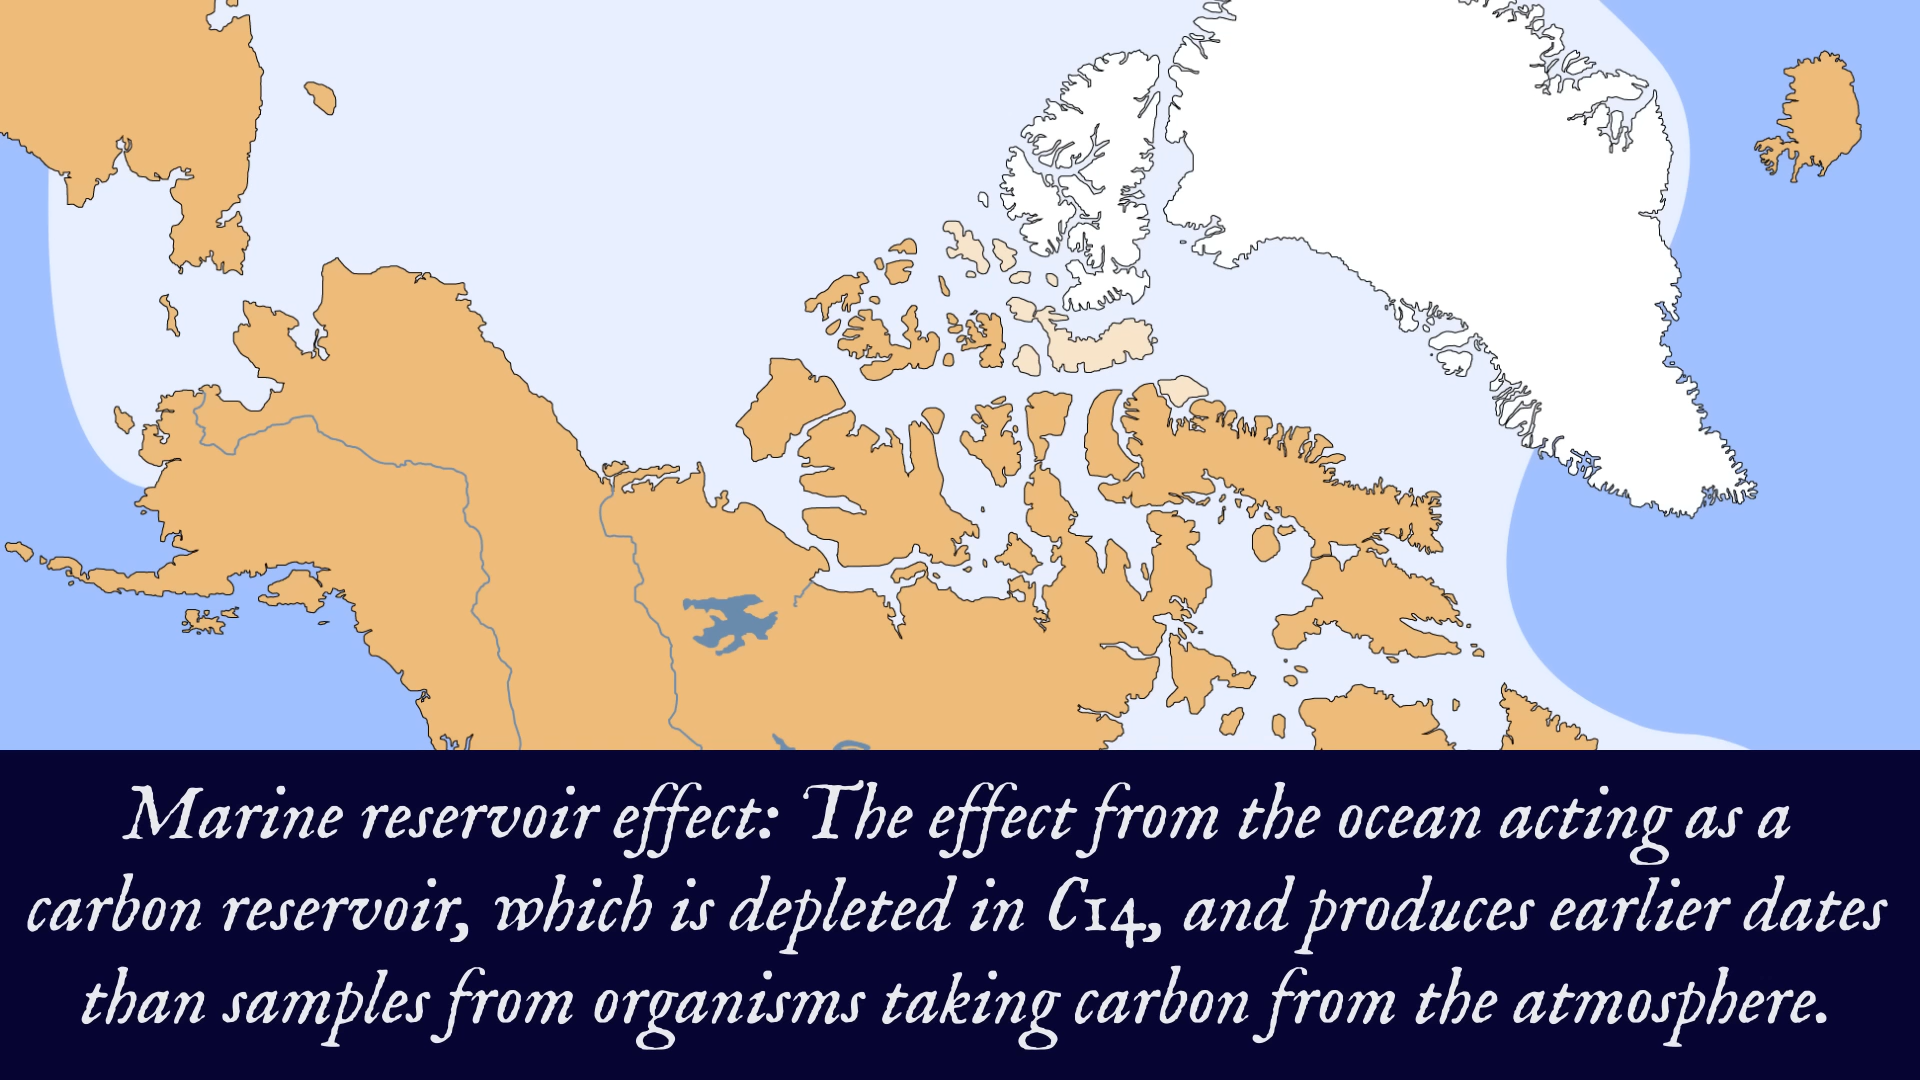 Marine reservoir effect: The effect from the ocean acting as a
carbon reservoir, which is depleted in C14, and produces earlier dates
than samples from organisms taking carbon from the atmosphere.